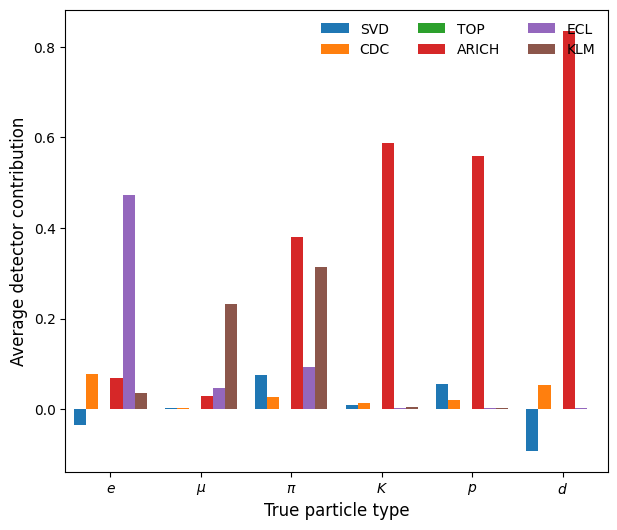 SVD TOP ECL
CDC ARICH KLM
0.8
0.6
0.4
0.2
0.0
Average detector contribution
e μ π K p d
True particle type